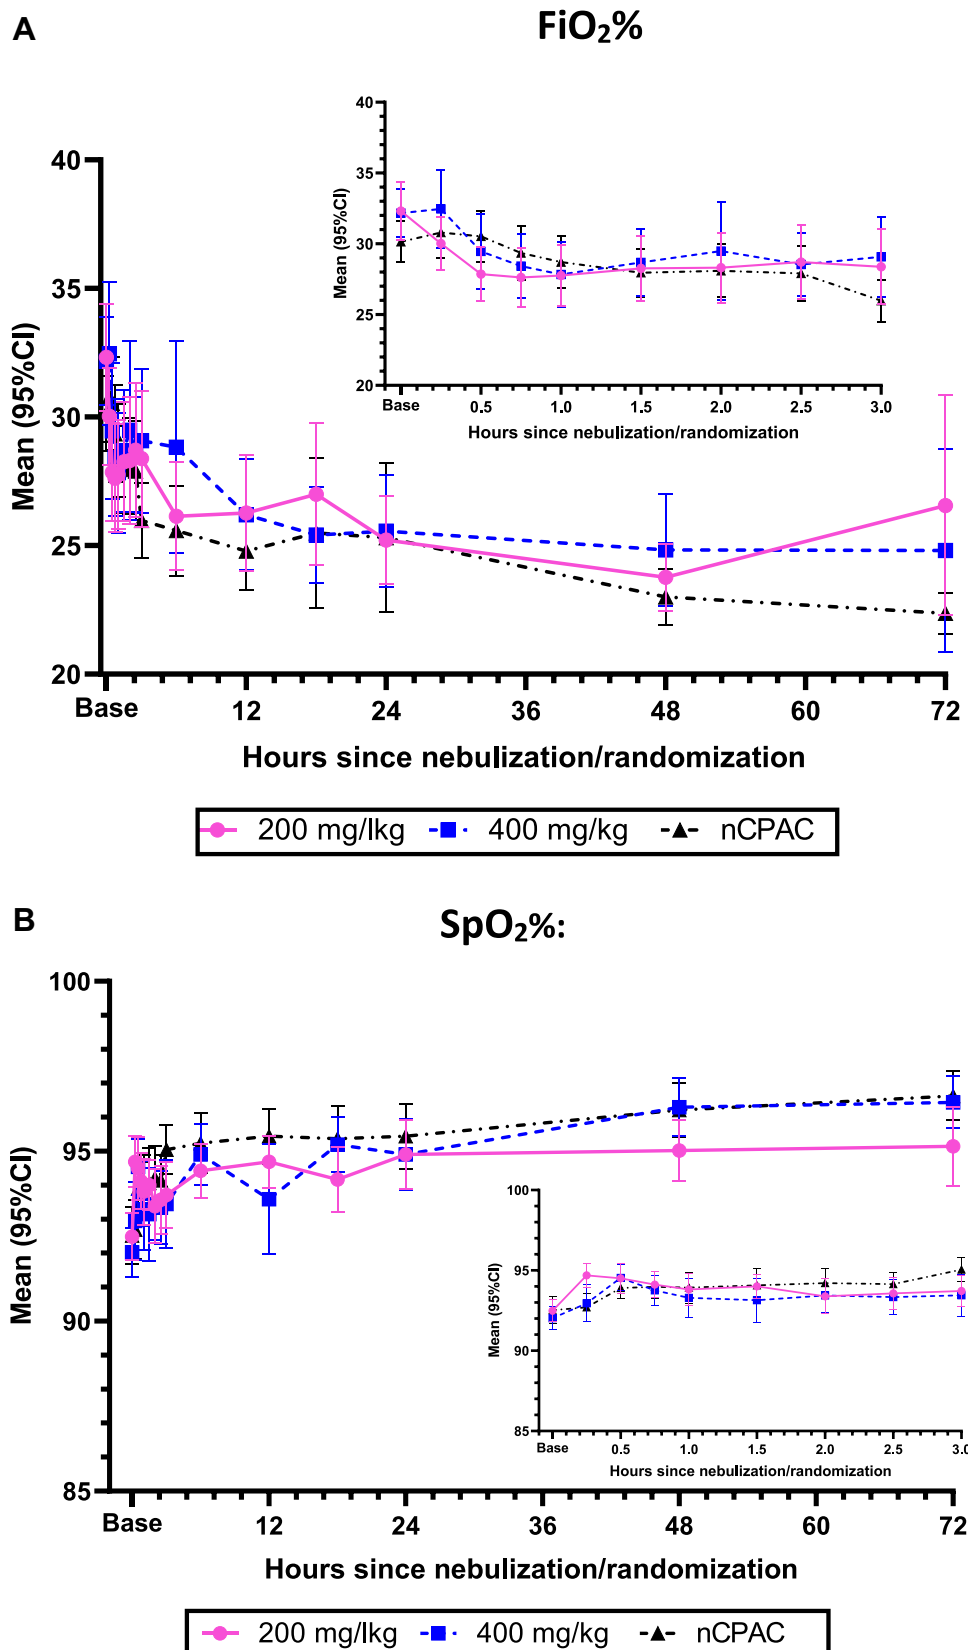 A
FiO₂%
40
35
30
25
20
Mean (95%CI)
Base
12
24
36
48
60
72
Hours since nebulization/randomization
40
35
30
25
20
Mean (95%CI)
Base
0.5
1.0
1.5
2.0
2.5
3.0
Hours since nebulization/randomization
200 mg/lkg 400 mg/kg nCPAC
B
SpO₂%:
100
95
90
85
Mean (95%CI)
Base
12
24
36
48
60
72
Hours since nebulization/randomization
100
95
90
85
Mean (95%CI)
Base
0.5
1.0
1.5
2.0
2.5
3.0
Hours since nebulization/randomization
200 mg/lkg 400 mg/kg nCPAC